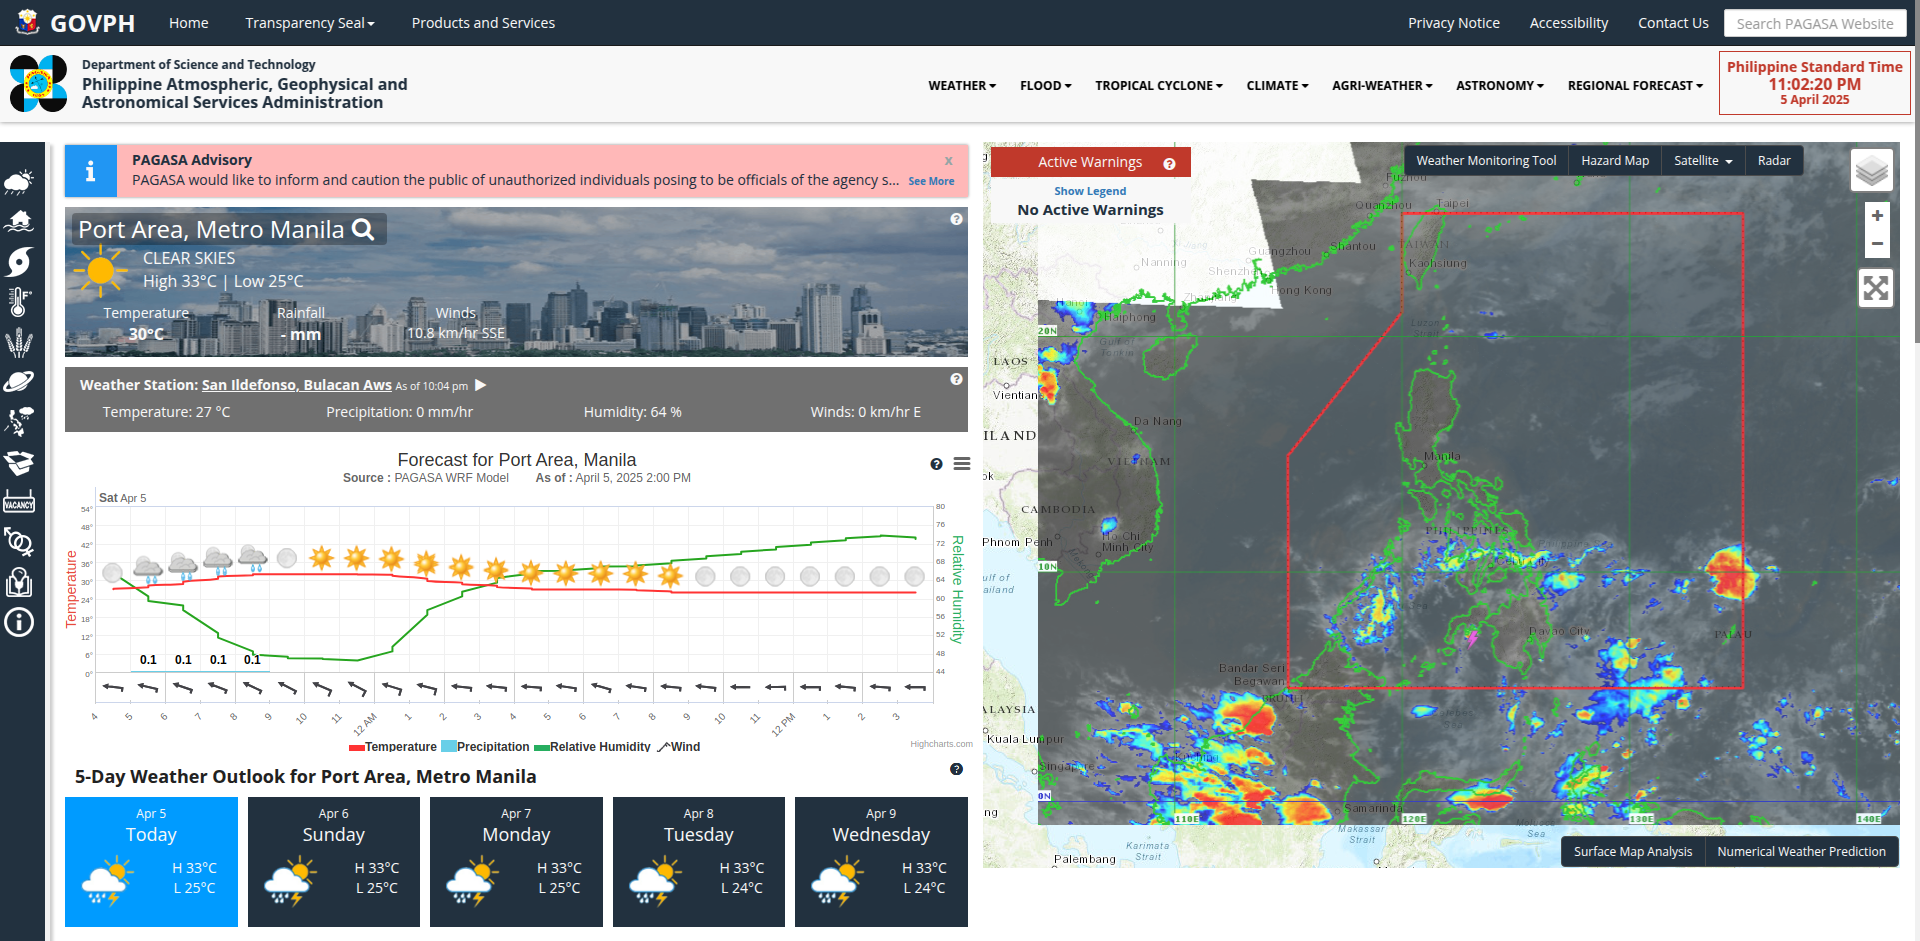 GOVPH
Home
Transparency Seal
Products and Services
Privacy Notice
Accessibility
Contact Us
Search PAGASA Website
Department of Science and Technology
Philippine Atmospheric, Geophysical and
Astronomical Services Administration
WEATHER
FLOOD
TROPICAL CYCLONE
CLIMATE
AGRI-WEATHER
ASTRONOMY
REGIONAL FORECAST
Philippine Standard Time
11:02:20 PM
5 April 2025
VACANCY
PAGASA Advisory
x
PAGASA would like to inform and caution the public of unauthorized individuals posing to be officials of the agency s... See More
Port Area, Metro Manila
CLEAR SKIES
High 33°C | Low 25°C
Temperature
30°C
Rainfall
- mm
Winds
10.8 km/hr SSE
Weather Station: San Ildefonso, Bulacan Aws As of 10:04 pm
Temperature: 27 °C
Precipitation: 0 mm/hr
Humidity: 64 %
Winds: 0 km/hr E
Forecast for Port Area, Manila
Source : PAGASA WRF Model As of : April 5, 2025 2:00 PM
Sat Apr 5
54°
48°
42°
36°
30°
24°
18°
12°
6°
0°
Temperature
80
76
72
68
64
60
56
52
48
44
Relative Humidity
0.1 0.1 0.1 0.1
4 5 6 7 8 9 10 11 12 AM 1 2 3 4 5 6 7 8 9 10 11 12 PM 1 2 3
Temperature Precipitation Relative Humidity Wind
Highcharts.com
5-Day Weather Outlook for Port Area, Metro Manila
Apr 5
Today
H 33°C
L 25°C
Apr 6
Sunday
H 33°C
L 25°C
Apr 7
Monday
H 33°C
L 25°C
Apr 8
Tuesday
H 33°C
L 24°C
Apr 9
Wednesday
H 33°C
L 24°C
Active Warnings
Show Legend
No Active Warnings
Weather Monitoring Tool
Hazard Map
Satellite
Radar
+
−
Fuzhou
Quanzhou
Taipei
TAIWAN
Kaohsiung
Guangzhou
Shantou
Shenzhen
Hong Kong
Nanning
Zhanjiang
Hanoi
Haiphong
Gulf of
Tonkin
Luzon
Strait
20N
LAOS
Vientian
Da Nang
ILAND
VIETNAM
Manila
ok
CAMBODIA
Phnom Penh
Ho Chi
Minh City
PHILIPPINES
10N
ulf of
ailand
Davao City
PALAU
Bandar Seri
Begawan
BRUNEI
ALAYSIA
Kuala Lumpur
Kuching
Singapore
0N
ng
110E
120E
130E
140E
Samarinda
Makassar
Strait
Karimata
Strait
Palembang
Sea
Surface Map Analysis
Numerical Weather Prediction